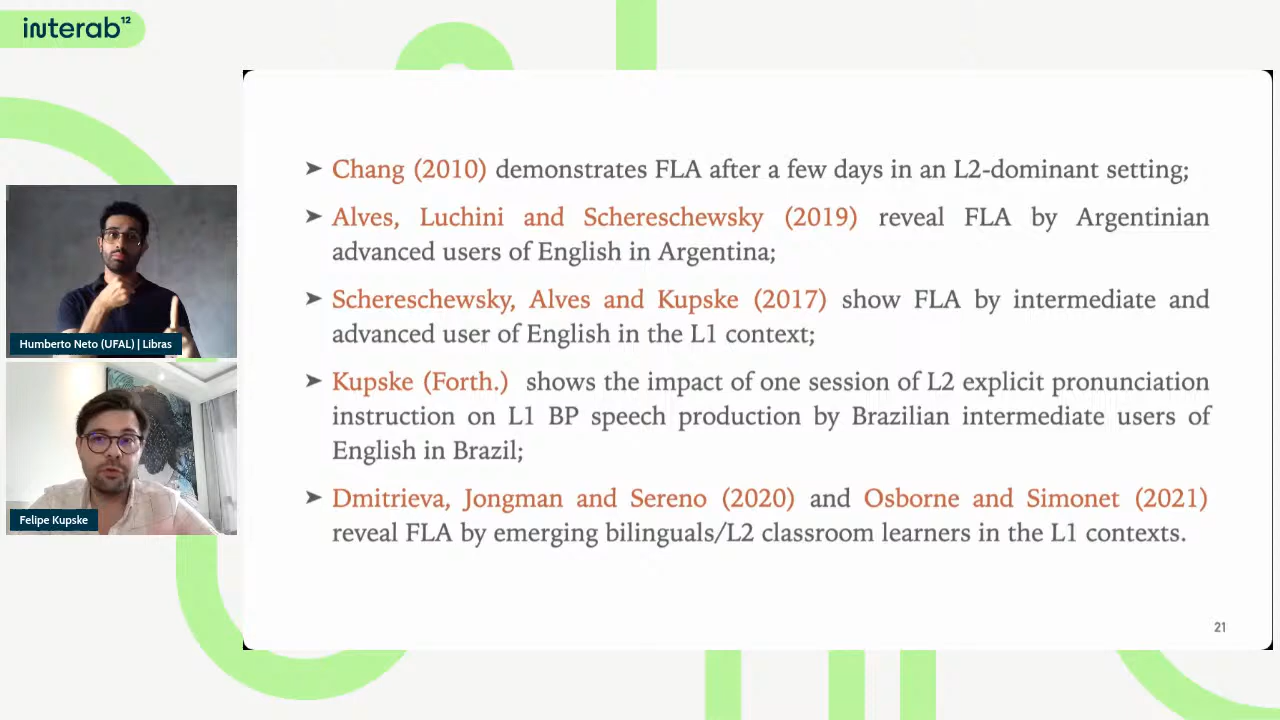 interab¹²
➤ Chang (2010) demonstrates FLA after a few days in an L2-dominant setting;
➤ Alves, Luchini and Schereschewsky (2019) reveal FLA by Argentinian
advanced users of English in Argentina;
➤ Schereschewsky, Alves and Kupske (2017) show FLA by intermediate and
advanced user of English in the L1 context;
➤ Kupske (Forth.) shows the impact of one session of L2 explicit pronunciation
instruction on L1 BP speech production by Brazilian intermediate users of
English in Brazil;
➤ Dmitrieva, Jongman and Sereno (2020) and Osborne and Simonet (2021)
reveal FLA by emerging bilinguals/L2 classroom learners in the L1 contexts.
21
Humberto Neto (UFAL) | Libras
Felipe Kupske